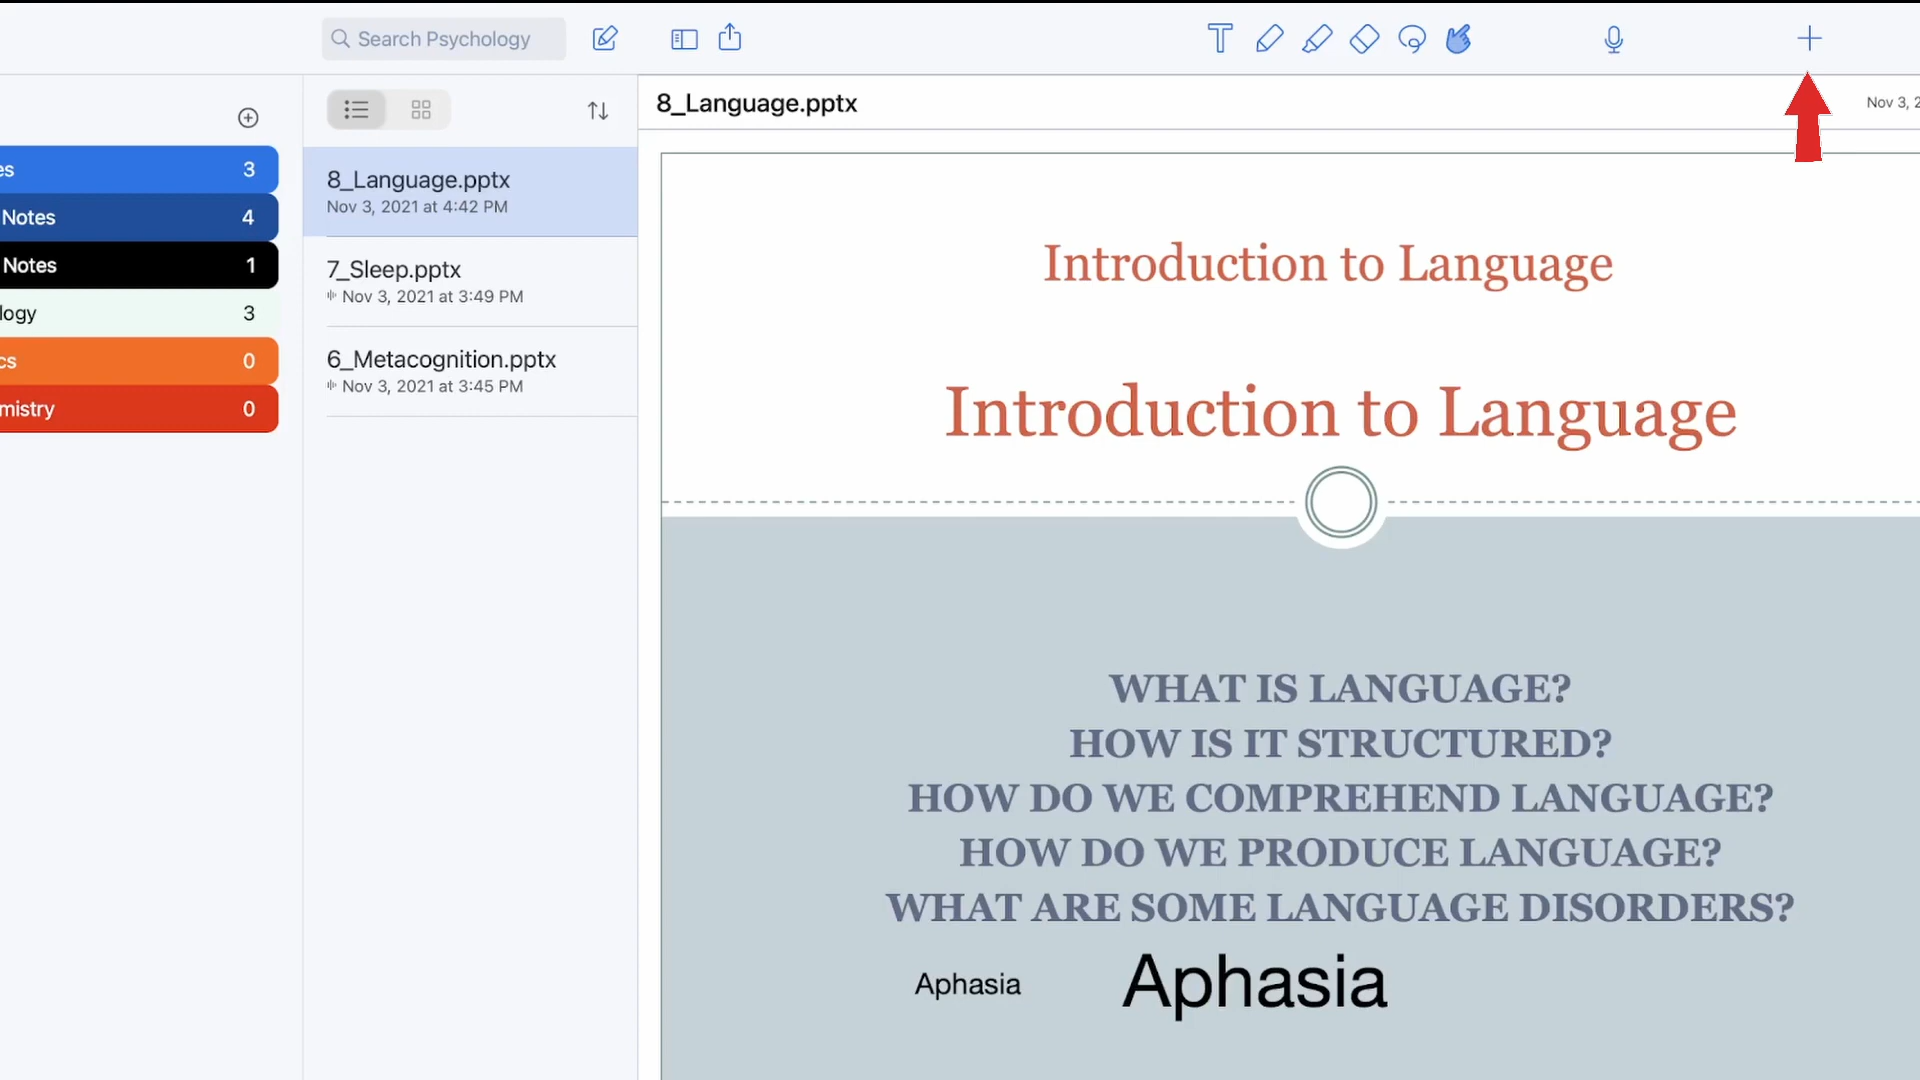 Search Psychology
es 3
Notes 4
Notes 1
logy 3
cs 0
mistry 0
8_Language.pptx
Nov 3, 2021 at 4:42 PM
7_Sleep.pptx
Nov 3, 2021 at 3:49 PM
6_Metacognition.pptx
Nov 3, 2021 at 3:45 PM
8_Language.pptx
Nov 3, 2
Introduction to Language
Introduction to Language
WHAT IS LANGUAGE?
HOW IS IT STRUCTURED?
HOW DO WE COMPREHEND LANGUAGE?
HOW DO WE PRODUCE LANGUAGE?
WHAT ARE SOME LANGUAGE DISORDERS?
Aphasia Aphasia